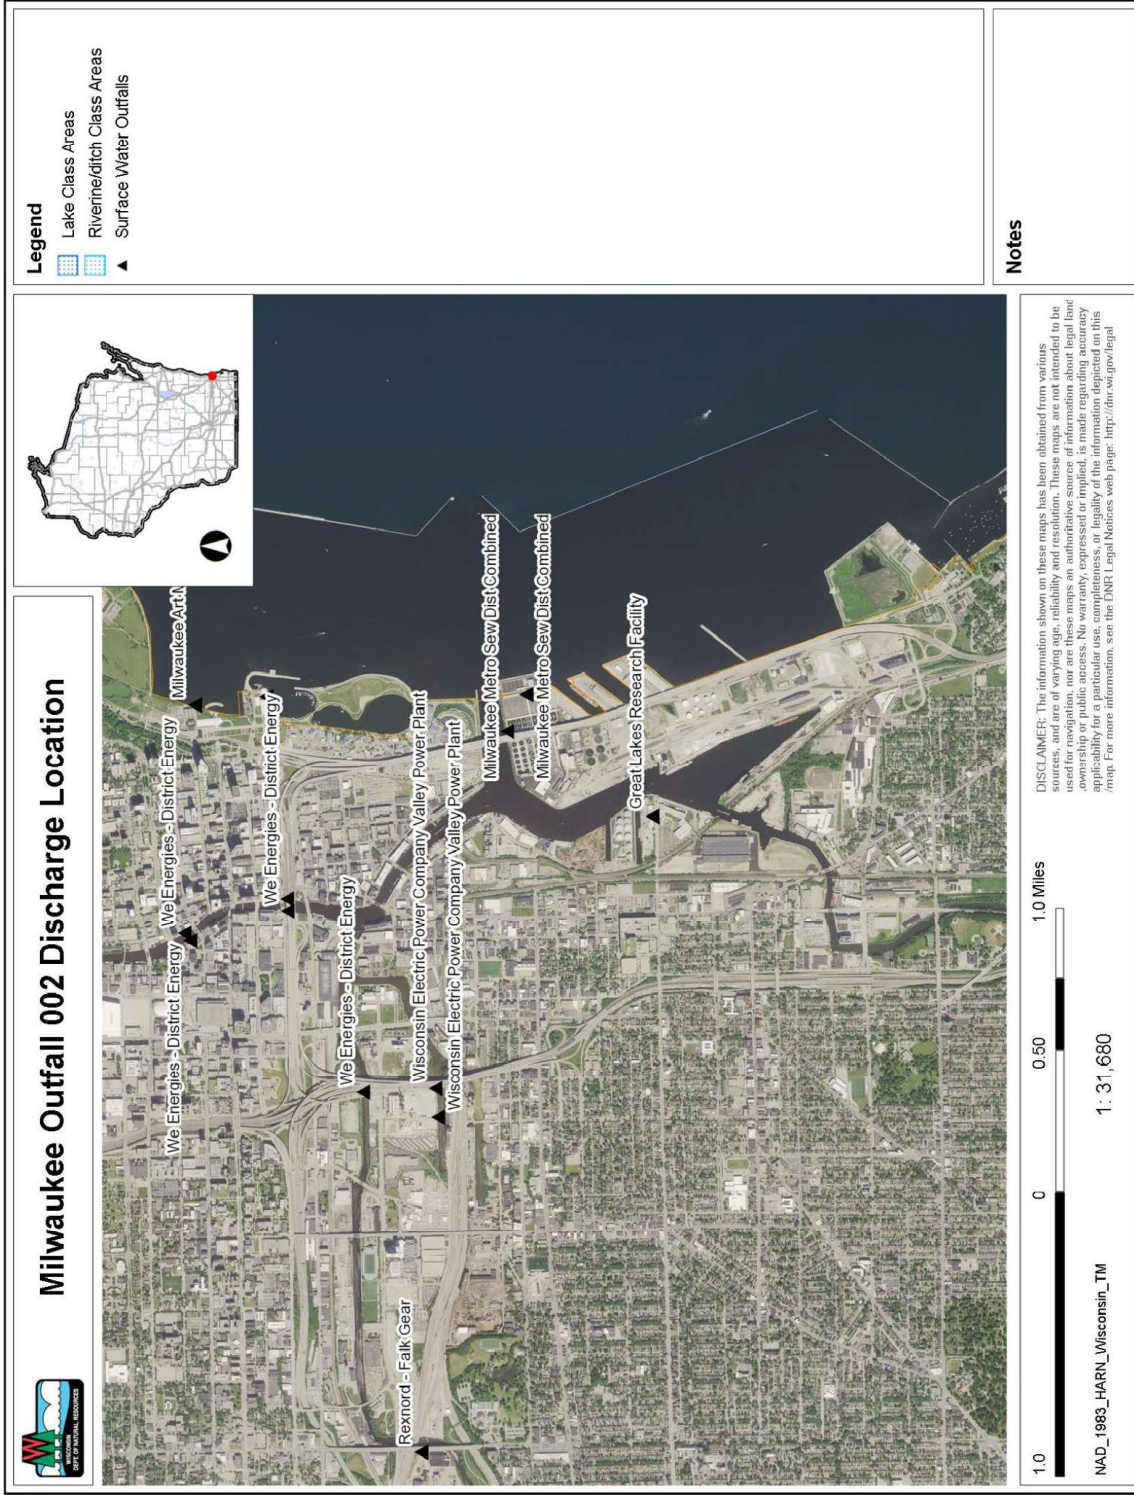 Milwaukee Outfall 002 Discharge Location
WISCONSIN
DEPT. OF NATURAL RESOURCES
Legend
Lake Class Areas
Riverine/ditch Class Areas
Surface Water Outfalls
We Energies - District Energy
We Energies - District Energy
Milwaukee Art M
We Energies - District Energy
We Energies - District Energy
Rexnord - Falk Gear
Wisconsin Electric Power Company Valley Power Plant
Wisconsin Electric Power Company Valley Power Plant
Milwaukee Metro Sew Dist Combined
Milwaukee Metro Sew Dist Combined
Great Lakes Research Facility
1.0
0
0.50
1.0 Miles
NAD_1983_HARN_Wisconsin_TM
1: 31,680
DISCLAIMER: The information shown on these maps has been obtained from various
sources, and are of varying age, reliability and resolution. These maps are not intended to be
used for navigation, nor are these maps an authoritative source of information about legal land
ownership or public access. No warranty, expressed or implied, is made regarding accuracy
applicability for a particular use, completeness, or legality of the information depicted on this
map. For more information, see the DNR Legal Notices web page: http://dnr.wi.gov/legal
Notes